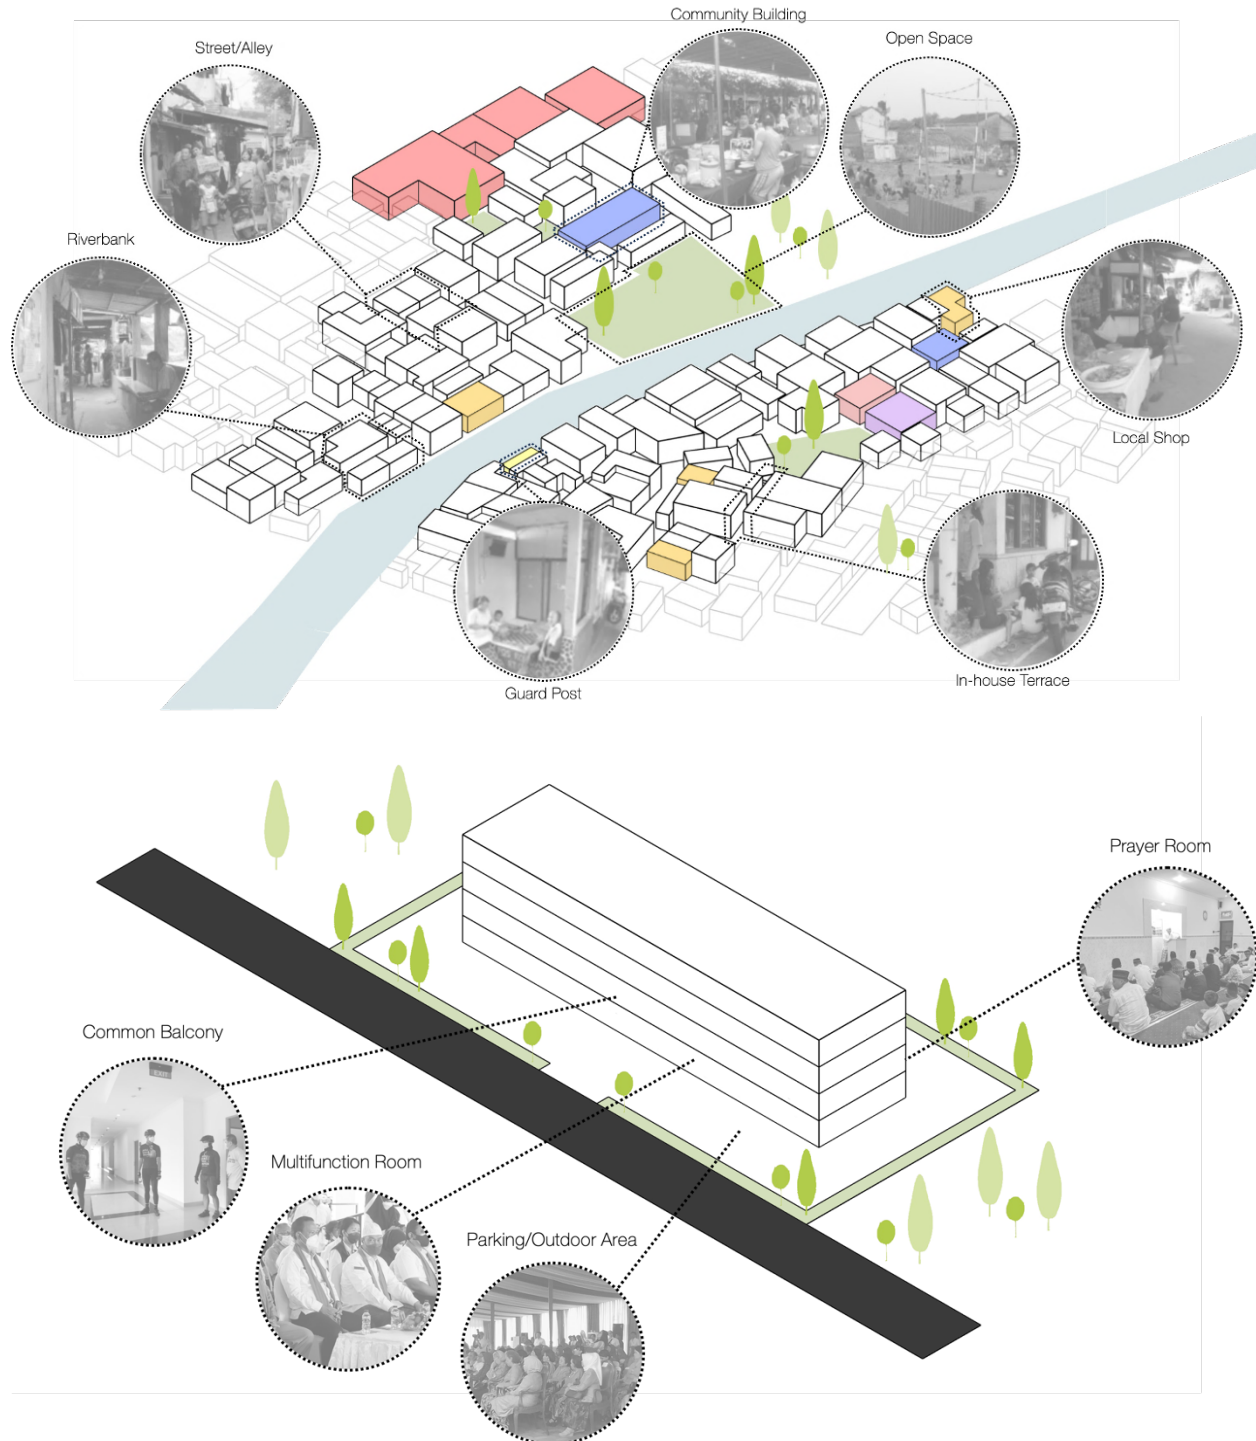 Community Building
Open Space
Street/Alley
Riverbank
Local Shop
In-house Terrace
Guard Post
Prayer Room
Common Balcony
EXIT
Multifunction Room
Parking/Outdoor Area